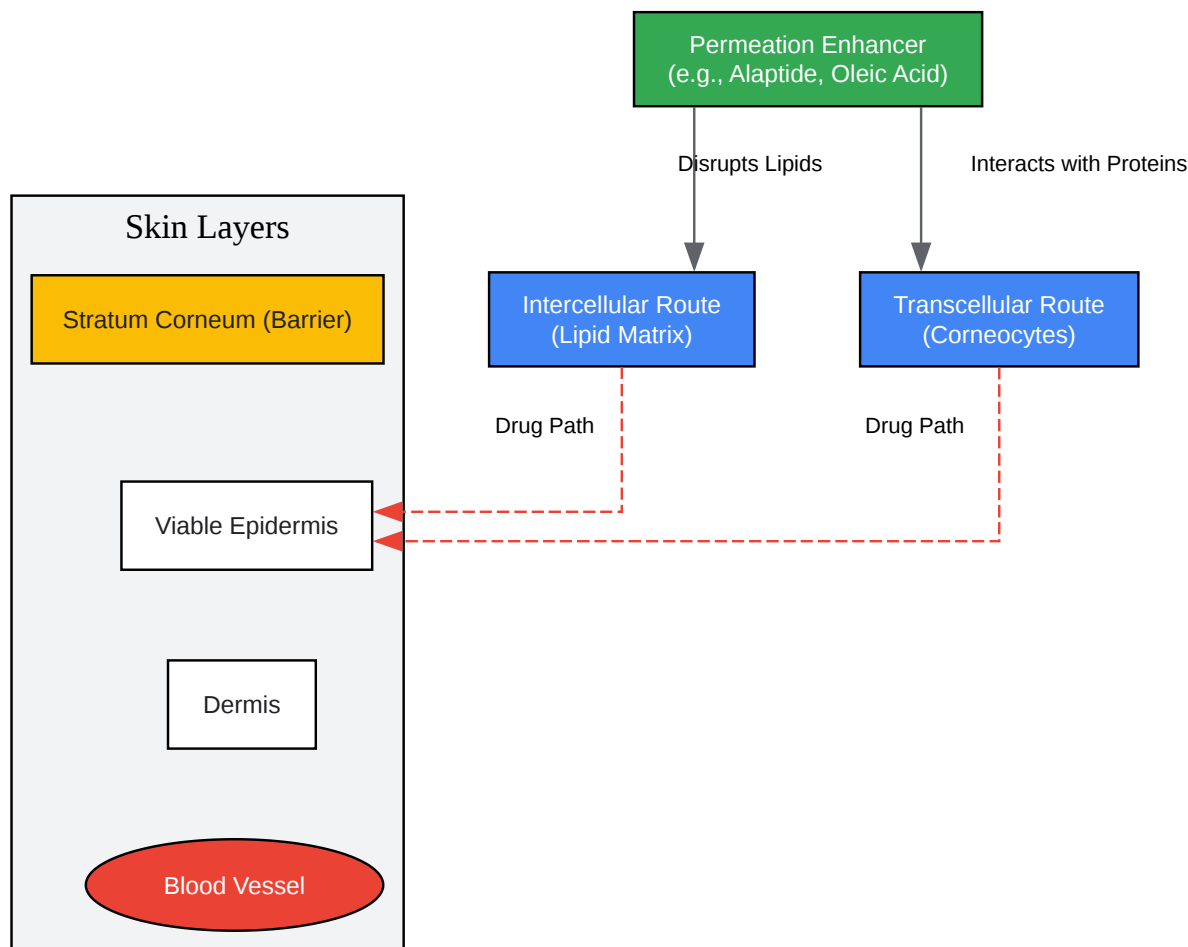 Permeation Enhancer
(e.g., Alaptide, Oleic Acid)
Disrupts Lipids
Interacts with Proteins
Skin Layers
Stratum Corneum (Barrier)
Intercellular Route
(Lipid Matrix)
Transcellular Route
(Corneocytes)
Drug Path
Drug Path
Viable Epidermis
Dermis
Blood Vessel